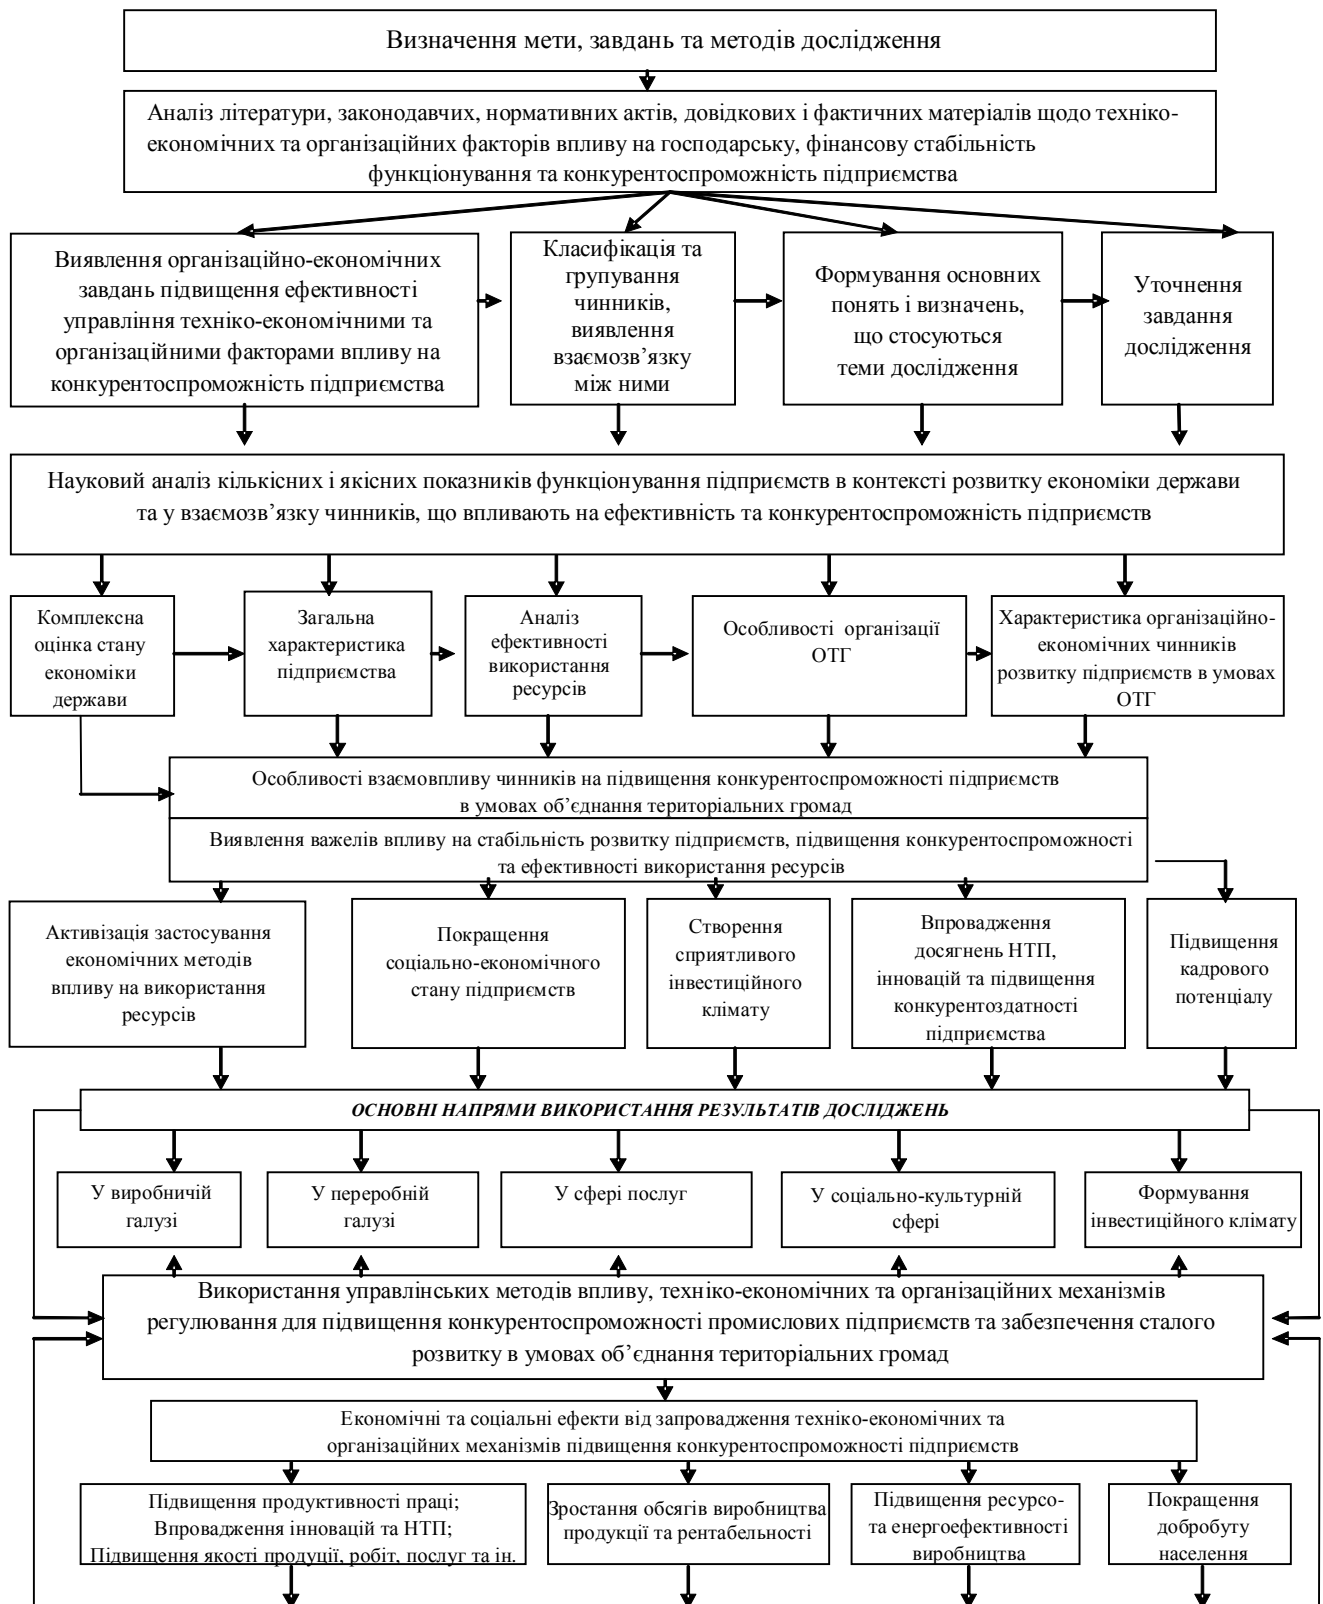 Визначення мети, завдань та методів дослідження
Аналіз літератури, законодавчих, нормативних актів, довідкових і фактичних матеріалів щодо техніко-
економічних та організаційних факторів впливу на господарську, фінансову стабільність
функціонування та конкурентоспроможність підприємства
Виявлення організаційно-економічних
завдань підвищення ефективності
управління техніко-економічними та
організаційними факторами впливу на
конкурентоспроможність підприємства
Класифікація та
групування
чинників,
виявлення
взаємозв’язку
між ними
Формування основних
понять і визначень,
що стосуються
теми дослідження
Уточнення
завдання
дослідження
Науковий аналіз кількісних і якісних показників функціонування підприємств в контексті розвитку економіки держави
та у взаємозв’язку чинників, що впливають на ефективність та конкурентоспроможність підприємств
Комплексна
оцінка стану
економіки
держави
Загальна
характеристика
підприємства
Аналіз
ефективності
використання
ресурсів
Особливості організації
ОТГ
Характеристика організаційно-
економічних чинників
розвитку підприємств в умовах
ОТГ
Особливості взаємовпливу чинників на підвищення конкурентоспроможності підприємств
в умовах об’єднання територіальних громад
Виявлення важелів впливу на стабільність розвитку підприємств, підвищення конкурентоспроможності
та ефективності використання ресурсів
Активізація застосування
економічних методів
впливу на використання
ресурсів
Покращення
соціально-економічного
стану підприємств
Створення
сприятливого
інвестиційного
клімату
Впровадження
досягнень НТП,
інновацій та підвищення
конкурентоздатності
підприємства
Підвищення
кадрового
потенціалу
ОСНОВНІ НАПРЯМИ ВИКОРИСТАННЯ РЕЗУЛЬТАТІВ ДОСЛІДЖЕНЬ
У виробничій
галузі
У переробній
галузі
У сфері послуг
У соціально-культурній
сфері
Формування
інвестиційного клімату
Використання управлінських методів впливу, техніко-економічних та організаційних механізмів
регулювання для підвищення конкурентоспроможності промислових підприємств та забезпечення сталого
розвитку в умовах об’єднання територіальних громад
Економічні та соціальні ефекти від запровадження техніко-економічних та
організаційних механізмів підвищення конкурентоспроможності підприємств
Підвищення продуктивності праці;
Впровадження інновацій та НТП;
Підвищення якості продуції, робіт, послуг та ін.
Зростання обсягів виробництва
продукції та рентабельності
Підвищення ресурсо-
та енергоефективності
виробництва
Покращення
добробуту
населення